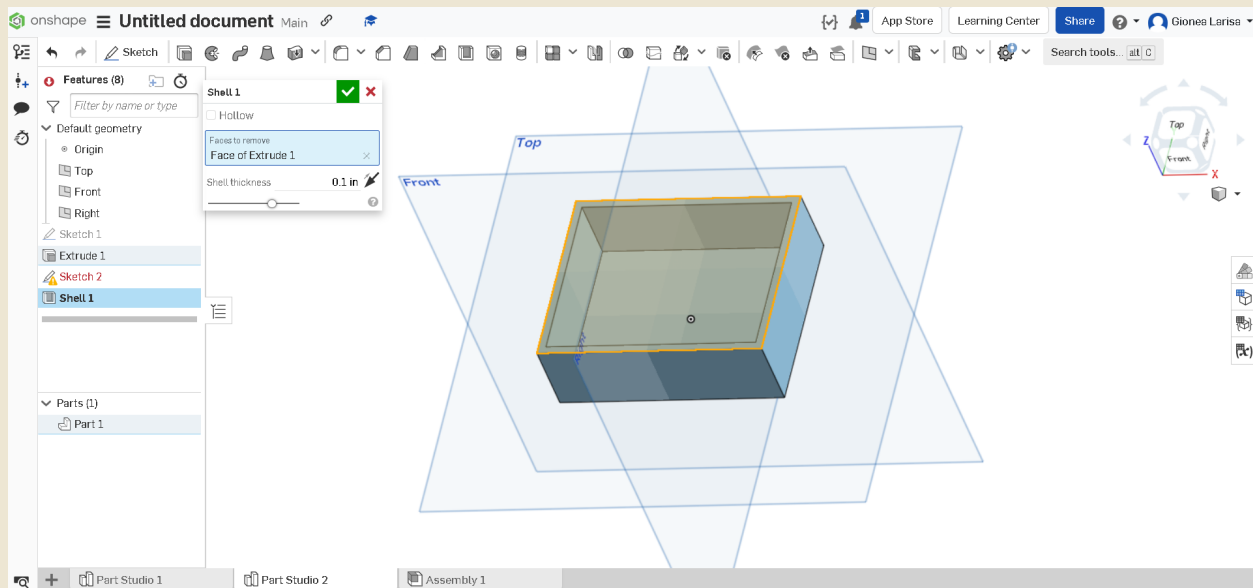 onshape Untitled document Main 1 App Store Learning Center Share Gionea Larisa
Sketch Search tools... alt C
Features (8)
Filter by name or type
Default geometry
Origin
Top
Front
Right
Sketch 1
Extrude 1
Sketch 2
Shell 1
Parts (1)
Part 1
Shell 1
Hollow
Faces to remove
Face of Extrude 1
Shell thickness 0.1 in
Top
Front
Top
Front
Z
X
Part Studio 1 Part Studio 2 Assembly 1